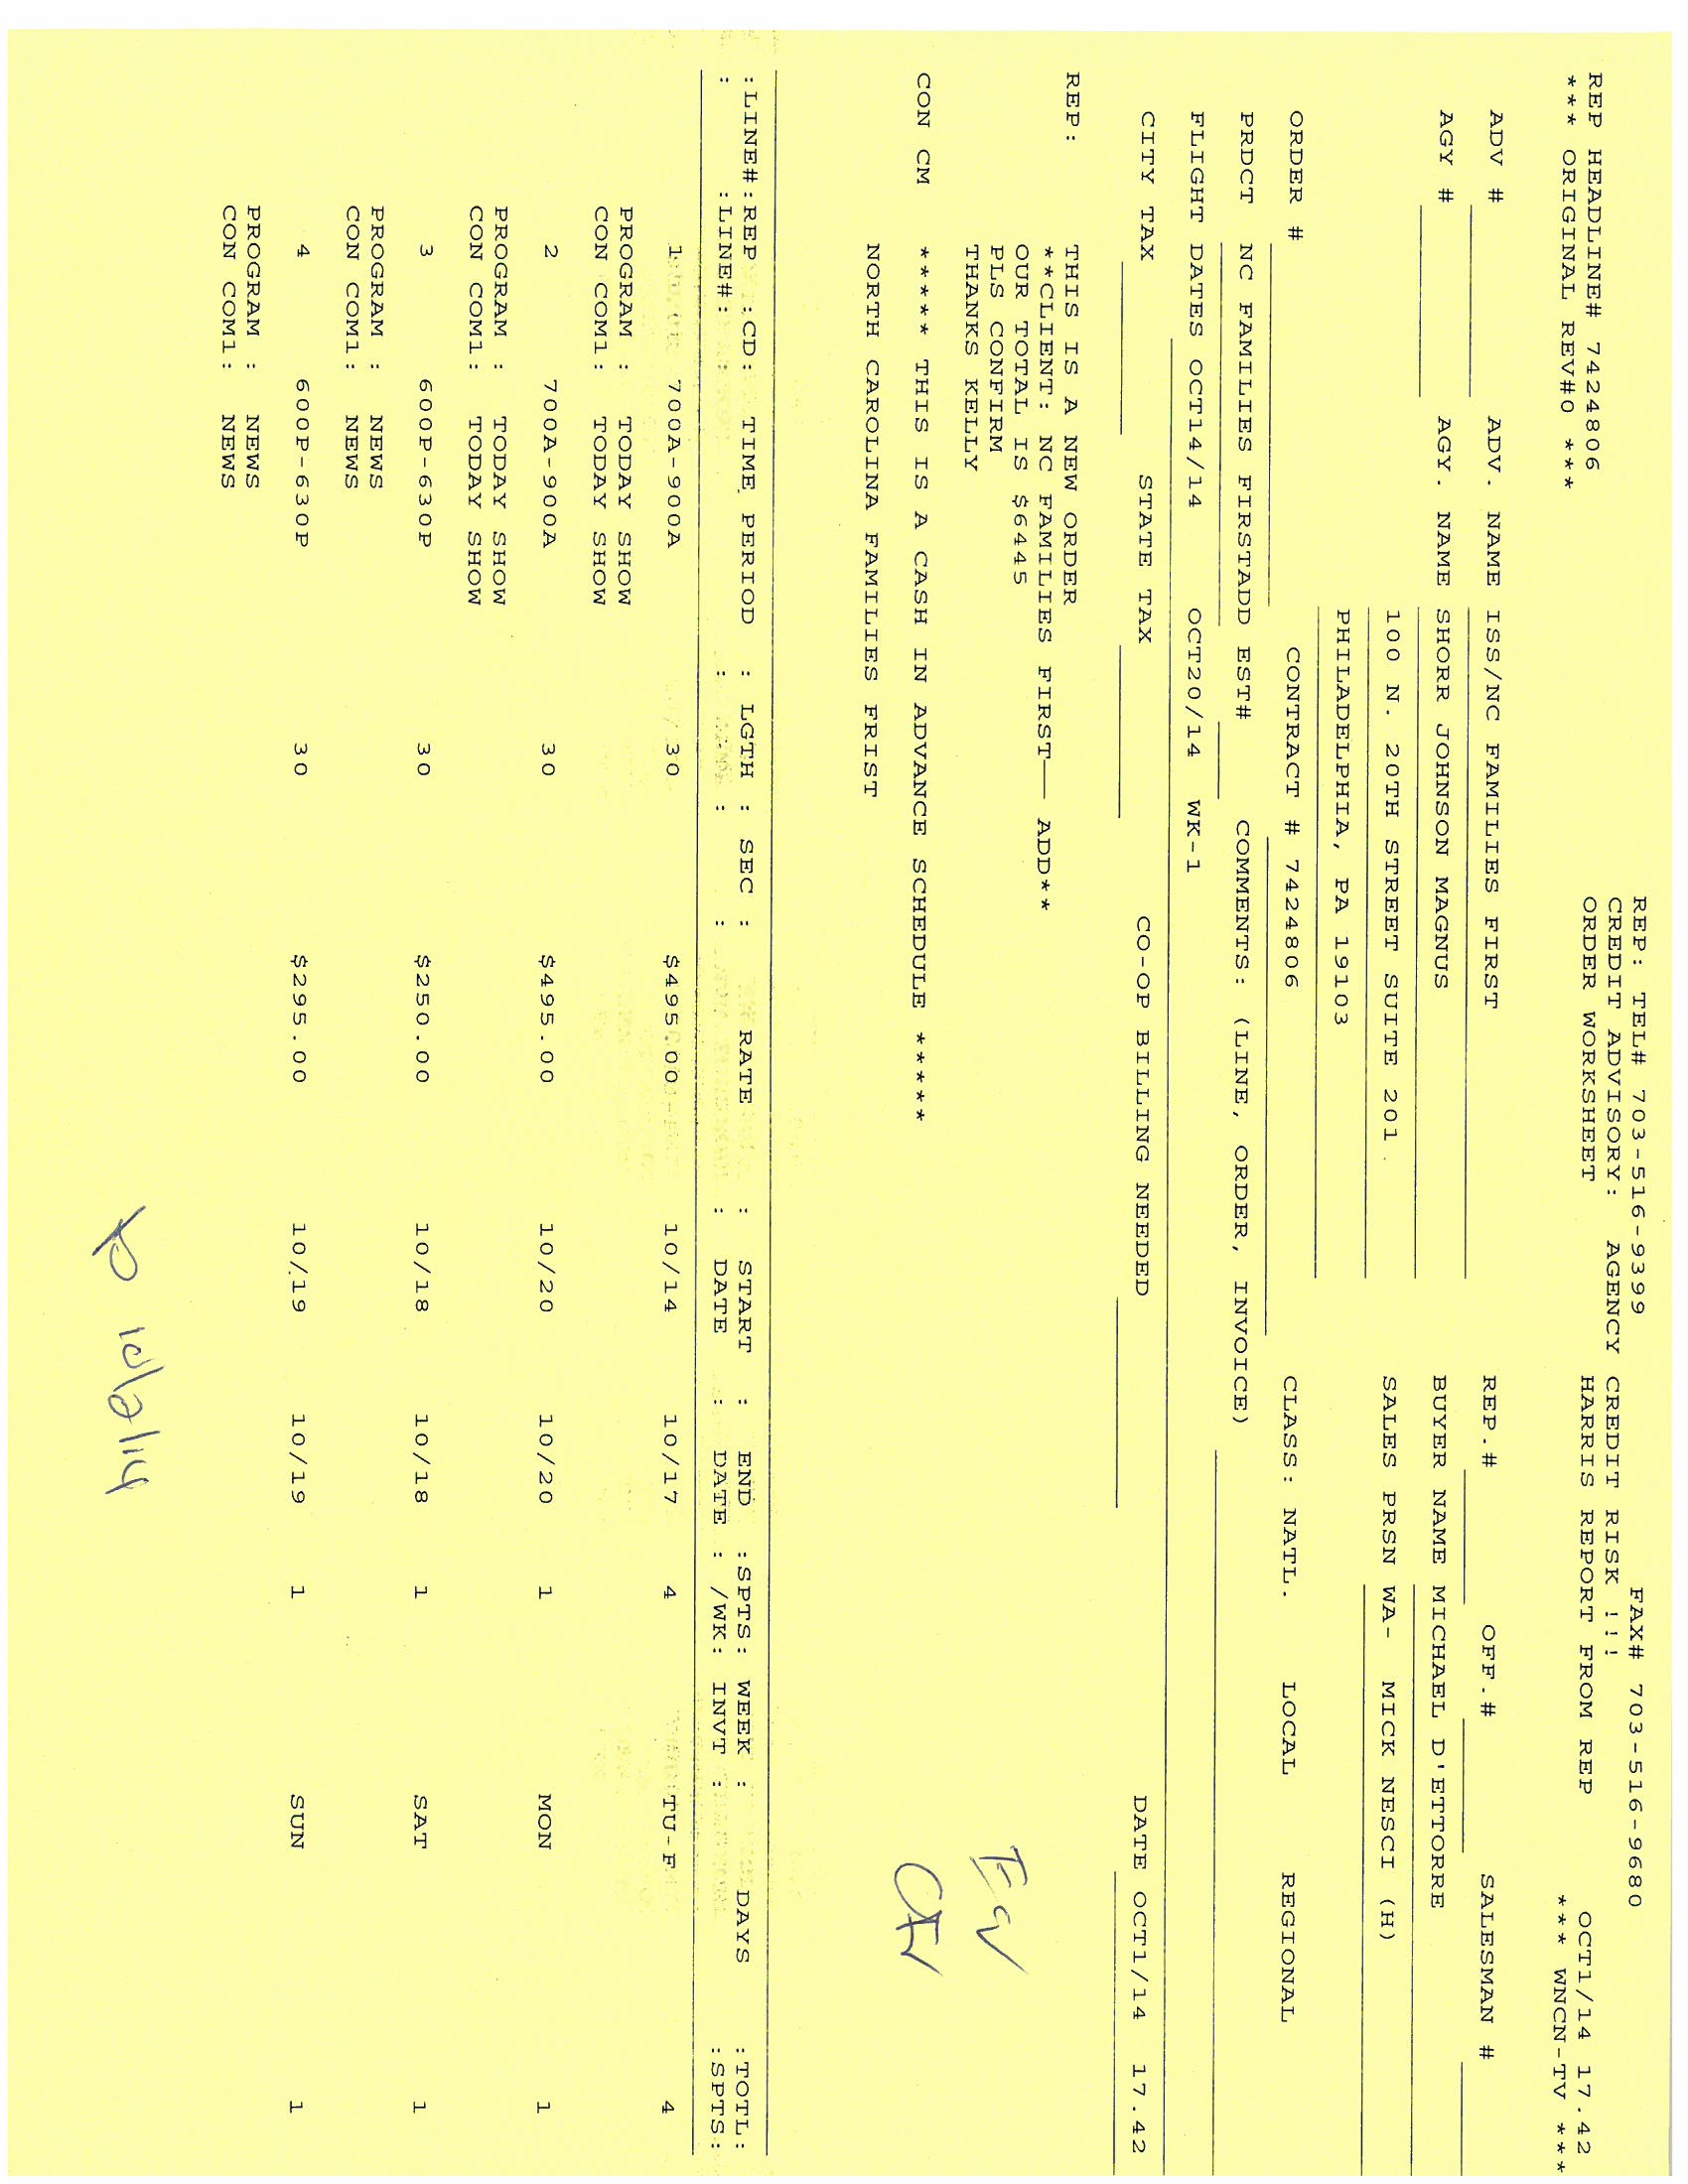 REP: TEL# 703-516-9399 FAX# 703-516-9680
CREDIT ADVISORY: AGENCY CREDIT RISK !!!
REP HEADLINE# 7424806 ORDER WORKSHEET HARRIS REPORT FROM REP OCT1/14 17.42
*** ORIGINAL REV#0 *** *** WNCN-TV ***
ADV # ADV. NAME ISS/NC FAMILIES FIRST REP.# OFF.# SALESMAN #
AGY # AGY. NAME SHORR JOHNSON MAGNUS BUYER NAME MICHAEL D'ETTORRE
100 N. 20TH STREET SUITE 201 SALES PRSN WA- MICK NESCI (H)
PHILADELPHIA, PA 19103
ORDER # CONTRACT # 7424806 CLASS: NATL. LOCAL REGIONAL
PRDCT NC FAMILIES FIRSTADD EST# COMMENTS: (LINE, ORDER, INVOICE)
FLIGHT DATES OCT14/14 OCT20/14 WK-1
CITY TAX STATE TAX CO-OP BILLING NEEDED DATE OCT1/14 17.42
REP: THIS IS A NEW ORDER
**CLIENT: NC FAMILIES FIRST-- ADD**
OUR TOTAL IS $6445
PLS CONFIRM
THANKS KELLY
CON CM ***** THIS IS A CASH IN ADVANCE SCHEDULE *****
NORTH CAROLINA FAMILIES FRIST
:LINE#:REP :CD: TIME PERIOD : LGTH : SEC : RATE : START : END :SPTS: WEEK : DAYS :TOTL:
: :LINE#: : : : : : DATE : DATE : /WK: INVT : :SPTS:
1 700A-900A 30 $495.00 10/14 10/17 4 TU-F 4
PROGRAM : TODAY SHOW
CON COM1: TODAY SHOW
2 700A-900A 30 $495.00 10/20 10/20 1 MON 1
PROGRAM : TODAY SHOW
CON COM1: TODAY SHOW
3 600P-630P 30 $250.00 10/18 10/18 1 SAT 1
PROGRAM : NEWS
CON COM1: NEWS
4 600P-630P 30 $295.00 10/19 10/19 1 SUN 1
PROGRAM : NEWS
CON COM1: NEWS
10/2/14